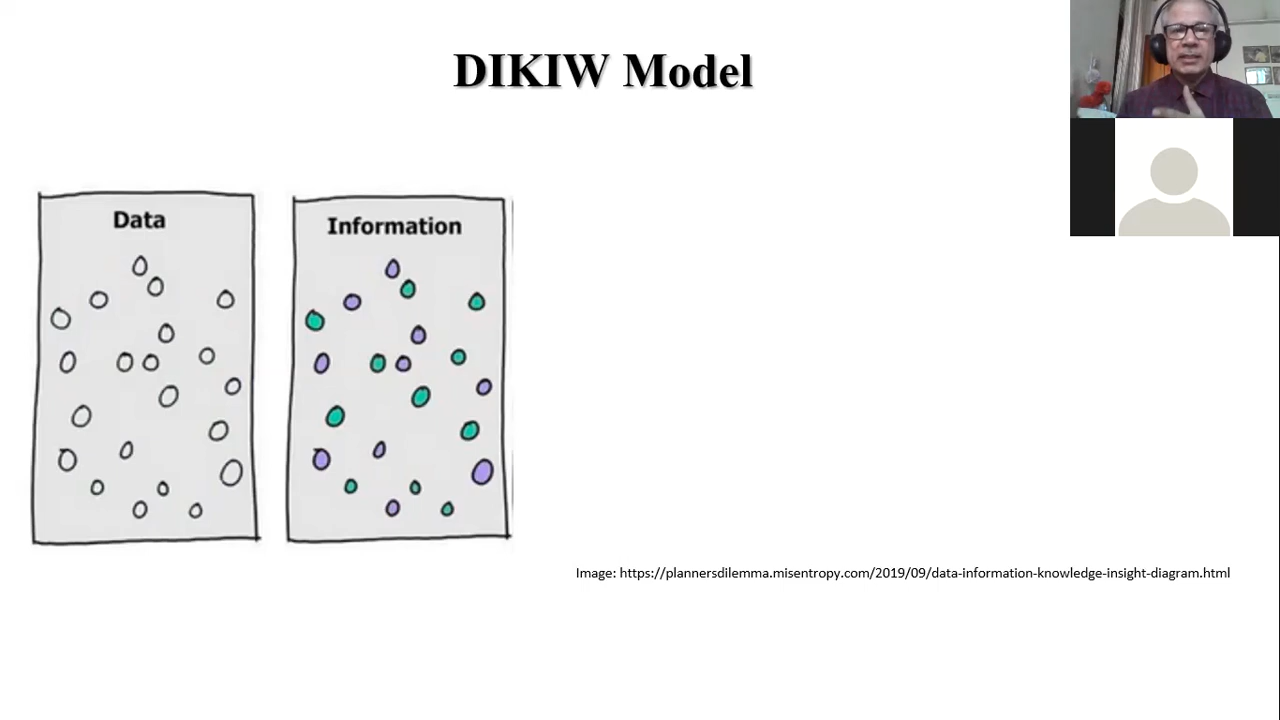 DIKIW Model
Data
Information
Image: https://plannersdilemma.misentropy.com/2019/09/data-information-knowledge-insight-diagram.html